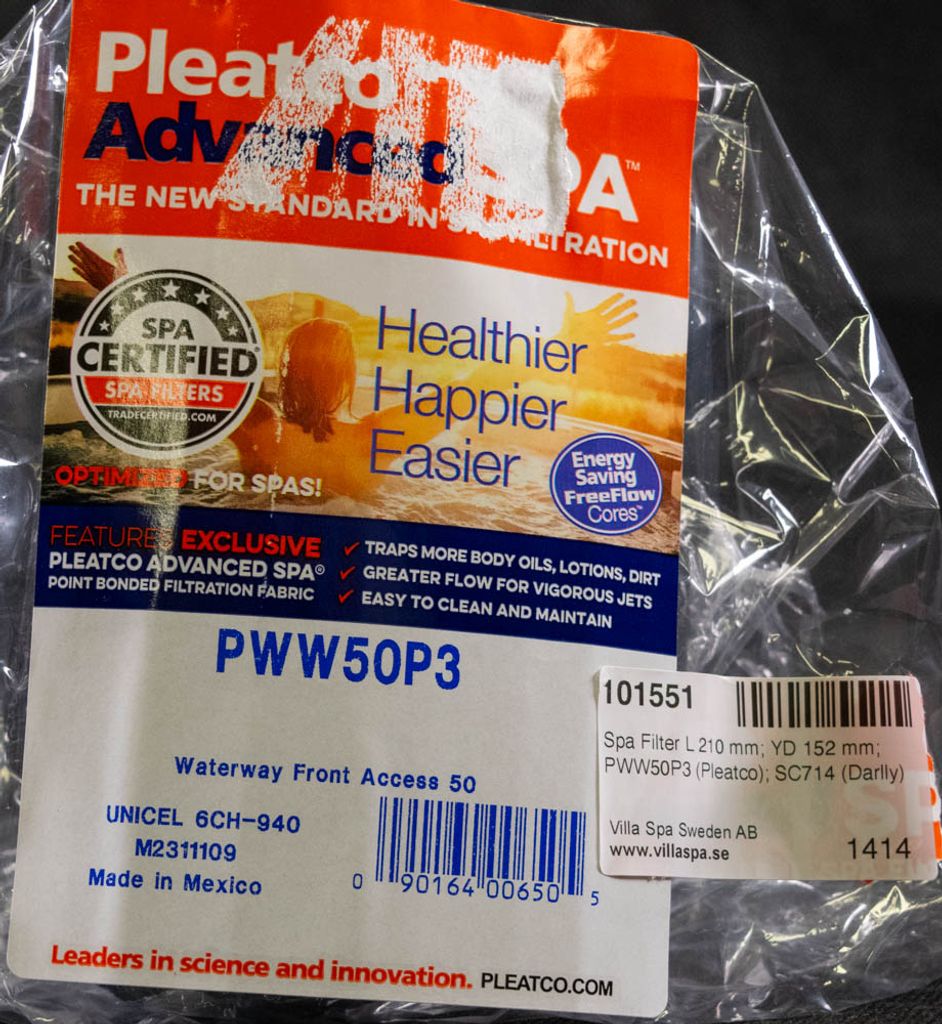 Pleatco
Advanced SPA™
THE NEW STANDARD IN SPA FILTRATION
SPA
CERTIFIED
SPA FILTERS
TRADECERTIFIED.COM
Healthier
Happier
Easier
OPTIMIZED FOR SPAS!
Energy
Saving
FreeFlow
Cores™
FEATURES EXCLUSIVE
PLEATCO ADVANCED SPA®
POINT BONDED FILTRATION FABRIC
✓ TRAPS MORE BODY OILS, LOTIONS, DIRT
✓ GREATER FLOW FOR VIGOROUS JETS
✓ EASY TO CLEAN AND MAINTAIN
PWW50P3
Waterway Front Access 50
UNICEL 6CH-940
M2311109
Made in Mexico
0 90164 00650 5
Leaders in science and innovation. PLEATCO.COM
101551
Spa Filter L 210 mm; YD 152 mm;
PWW50P3 (Pleatco); SC714 (Darlly)
Villa Spa Sweden AB
www.villaspa.se
1414